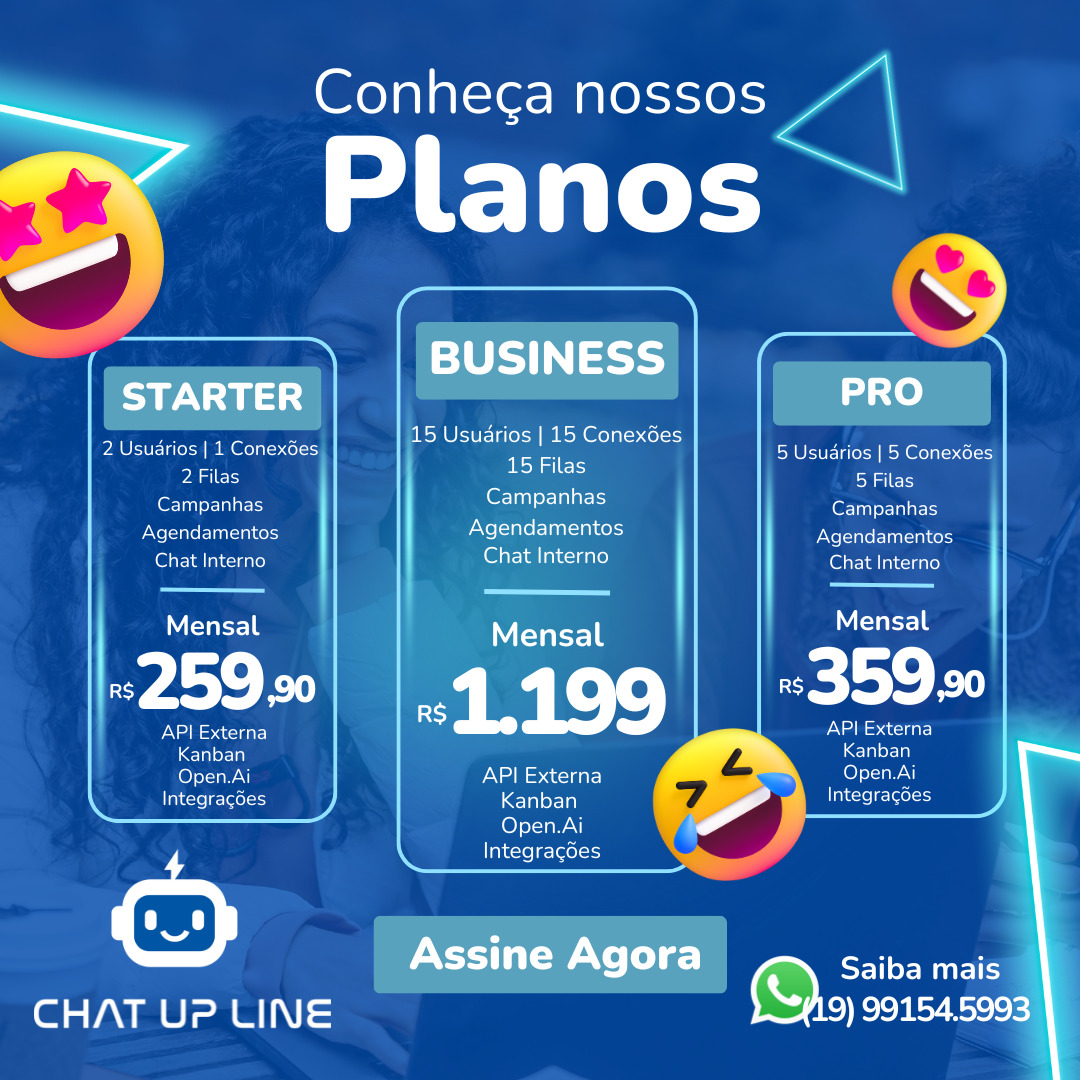 Conheça nossos
Planos
STARTER
2 Usuários | 1 Conexões
2 Filas
Campanhas
Agendamentos
Chat Interno
Mensal
R$ 259,90
API Externa
Kanban
Open.Ai
Integrações
BUSINESS
15 Usuários | 15 Conexões
15 Filas
Campanhas
Agendamentos
Chat Interno
Mensal
R$ 1.199
API Externa
Kanban
Open.Ai
Integrações
PRO
5 Usuários | 5 Conexões
5 Filas
Campanhas
Agendamentos
Chat Interno
Mensal
R$ 359,90
API Externa
Kanban
Open.Ai
Integrações
CHAT UP LINE
Assine Agora
Saiba mais
(19) 99154.5993